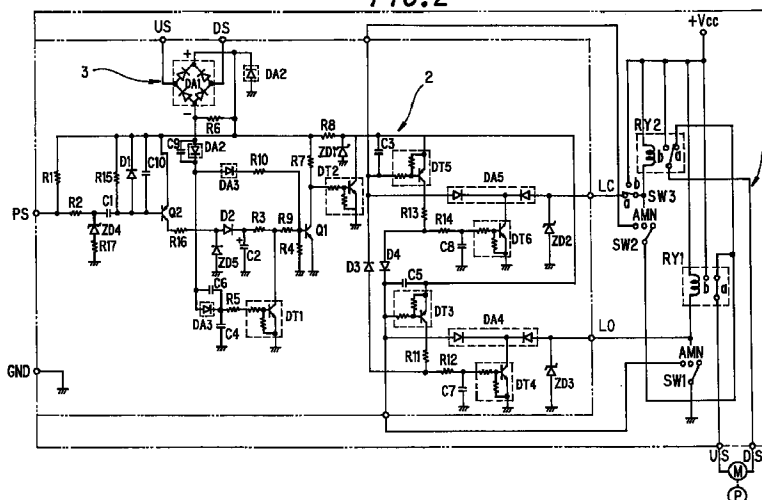 FIG.2
US DS +Vcc
3 + DA1 DA2 2
- R6 RY2
R8
C9 DA2 R7 ZD1 C3 b a
R1 R15 D1 C10 DA3 R10 DT2 DT5
DA5 LC b
PS R2 C1 Q2 R13 a SW3
ZD4 D2 R3 R9 Q1 R14 AMN
R17 R16 R4 DT6 ZD2 SW2
ZD5 C2 D3 D4 C8 RY1
C6 C5 b a
DA3 R5 DT1 DT3 DA4 LO
C4 R11 AMN
GND R12 DT4 ZD3 SW1
C7
US DS
M
P